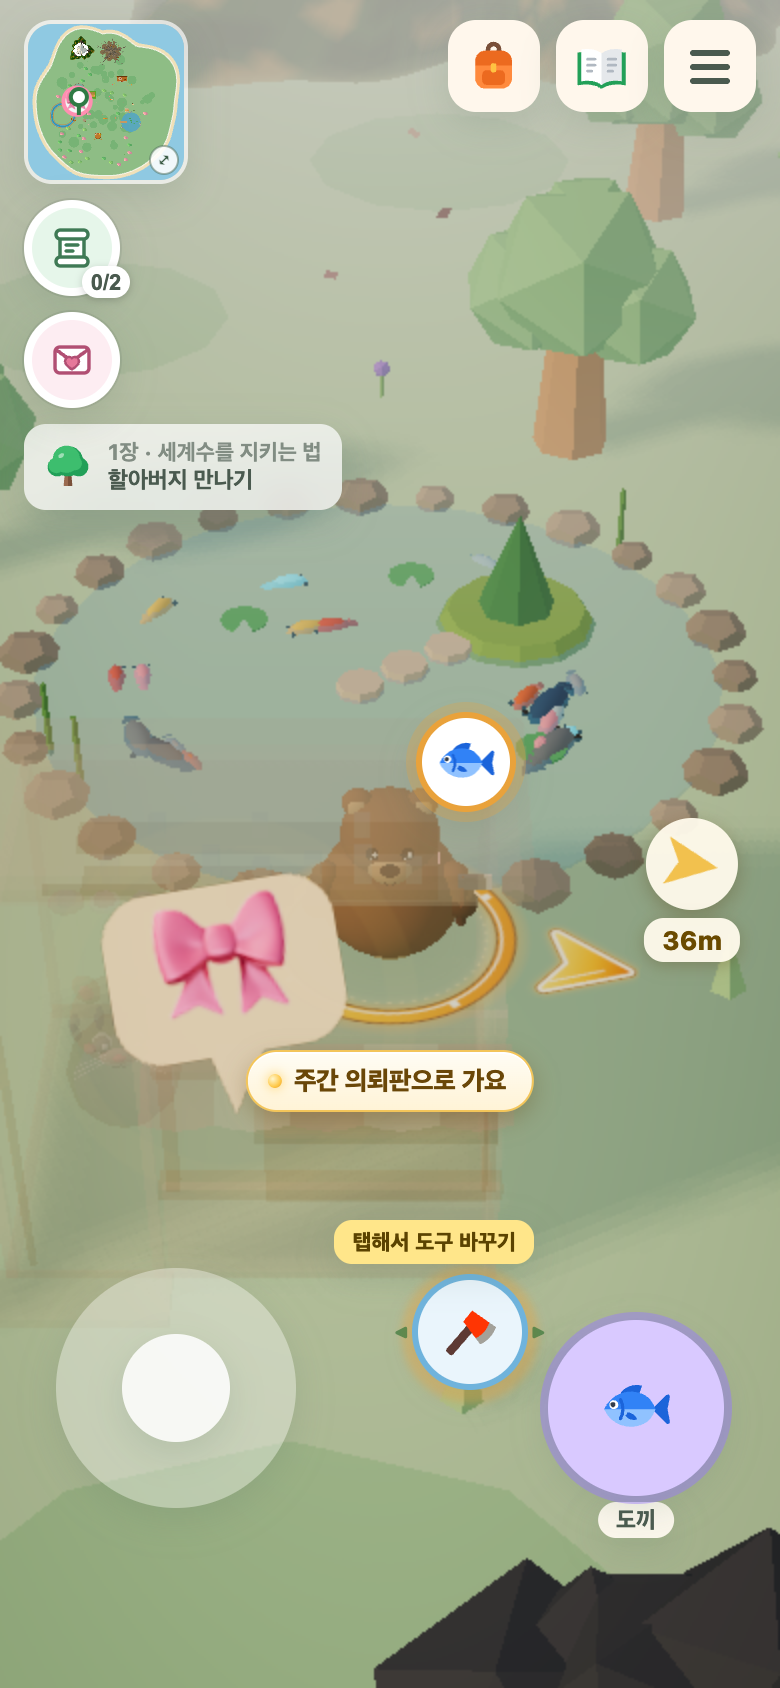 0/2
1장 · 세계수를 지키는 법
할아버지 만나기
36m
주간 의뢰판으로 가요
탭해서 도구 바꾸기
도끼